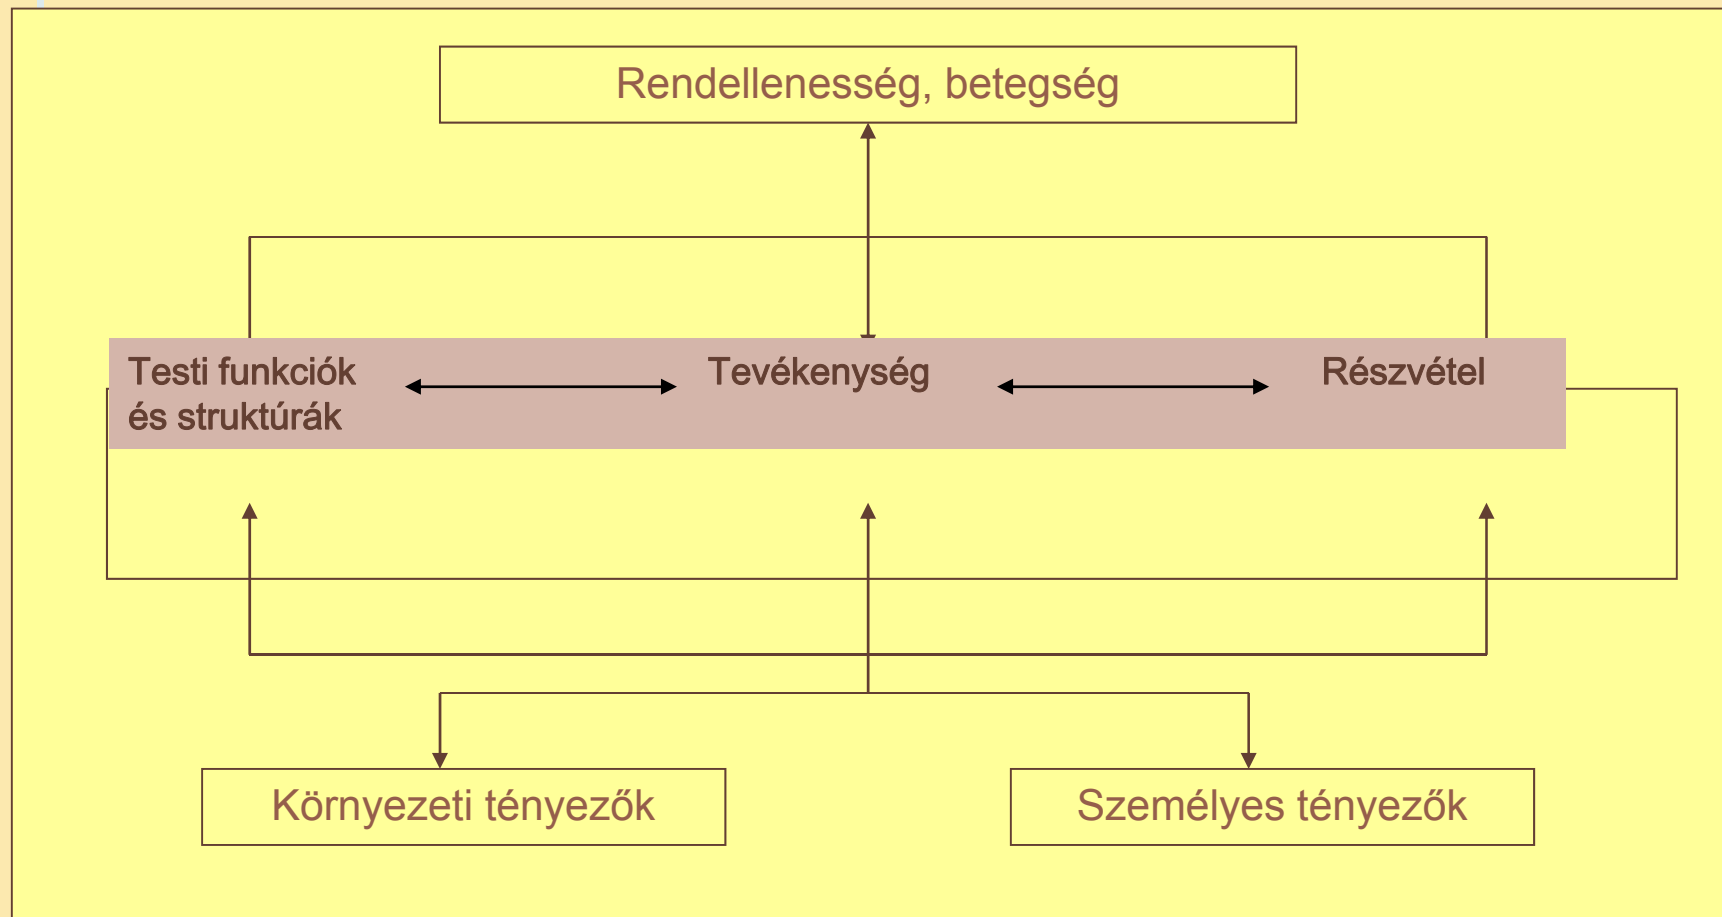 Rendellenesség, betegség
Testi funkciók
és struktúrák
Tevékenység
Részvétel
Környezeti tényezők
Személyes tényezők